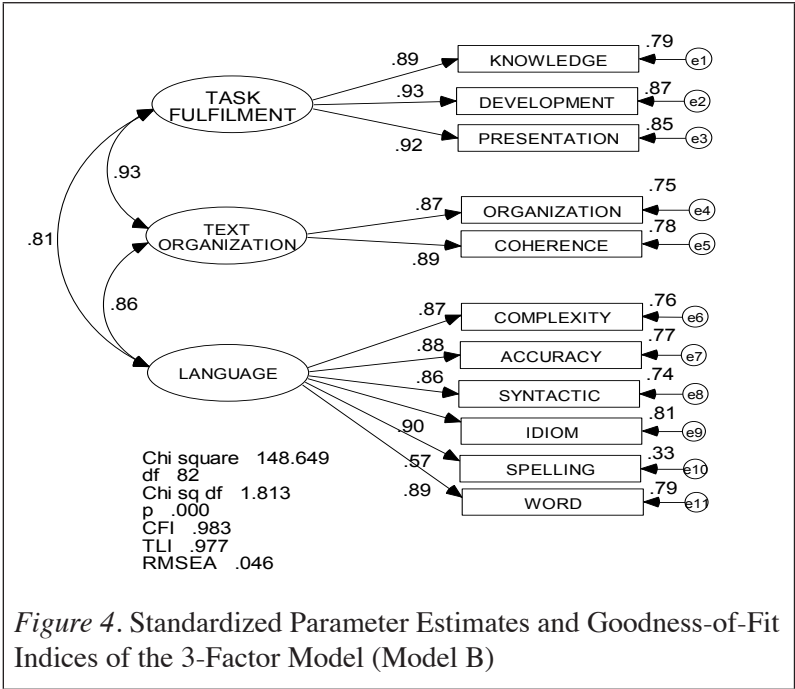 .79
.89 KNOWLEDGE e1
TASK FULFILMENT
.87
.93 DEVELOPMENT e2
.85
.92 PRESENTATION e3
.93
.75
.87 ORGANIZATION e4
.81
TEXT ORGANIZATION
.78
.89 COHERENCE e5
.86
.76
.87 COMPLEXITY e6
.77
.88 ACCURACY e7
LANGUAGE
.74
.86 SYNTACTIC e8
.81
.90 IDIOM e9
.33
.57 SPELLING e10
.79
.89 WORD e11
Chi square 148.649
df 82
Chi sq df 1.813
p .000
CFI .983
TLI .977
RMSEA .046
Figure 4. Standardized Parameter Estimates and Goodness-of-Fit
Indices of the 3-Factor Model (Model B)